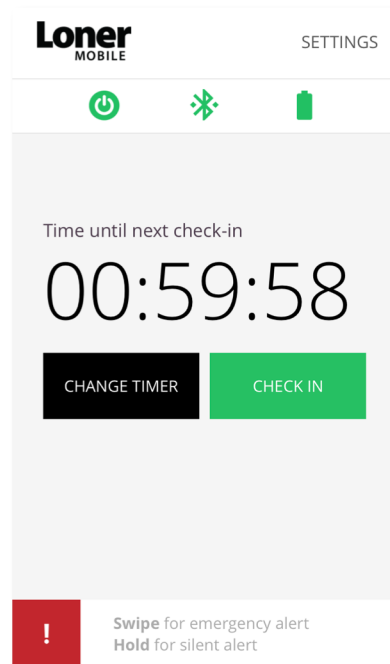 Loner
MOBILE
SETTINGS
Time until next check-in
00:59:58
CHANGE TIMER
CHECK IN
!
Swipe for emergency alert
Hold for silent alert